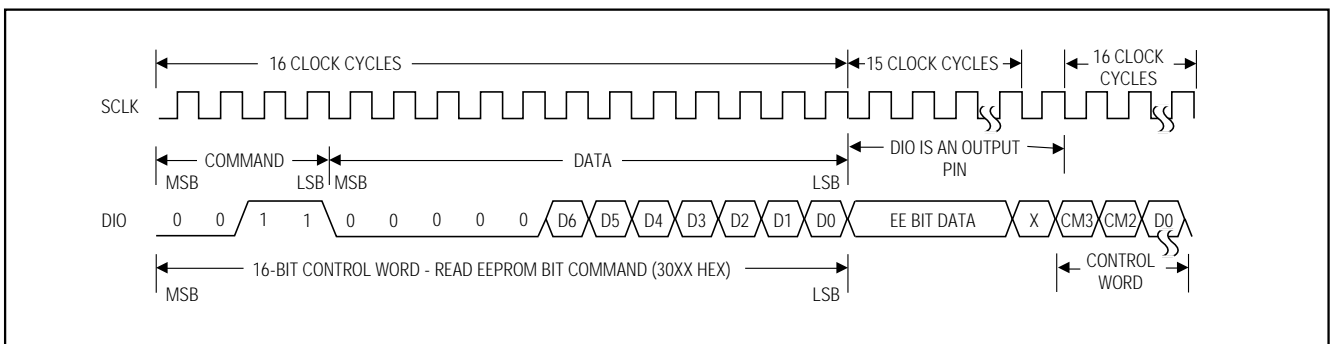 16 CLOCK CYCLES
15 CLOCK CYCLES
16 CLOCK
CYCLES
SCLK
COMMAND
DATA
DIO IS AN OUTPUT
PIN
MSB
LSB
MSB
LSB
DIO
0 0 1 1 0 0 0 0 0 D6 D5 D4 D3 D2 D1 D0 EE BIT DATA X CM3 CM2 D0
16-BIT CONTROL WORD - READ EEPROM BIT COMMAND (30XX HEX)
CONTROL
WORD
MSB
LSB